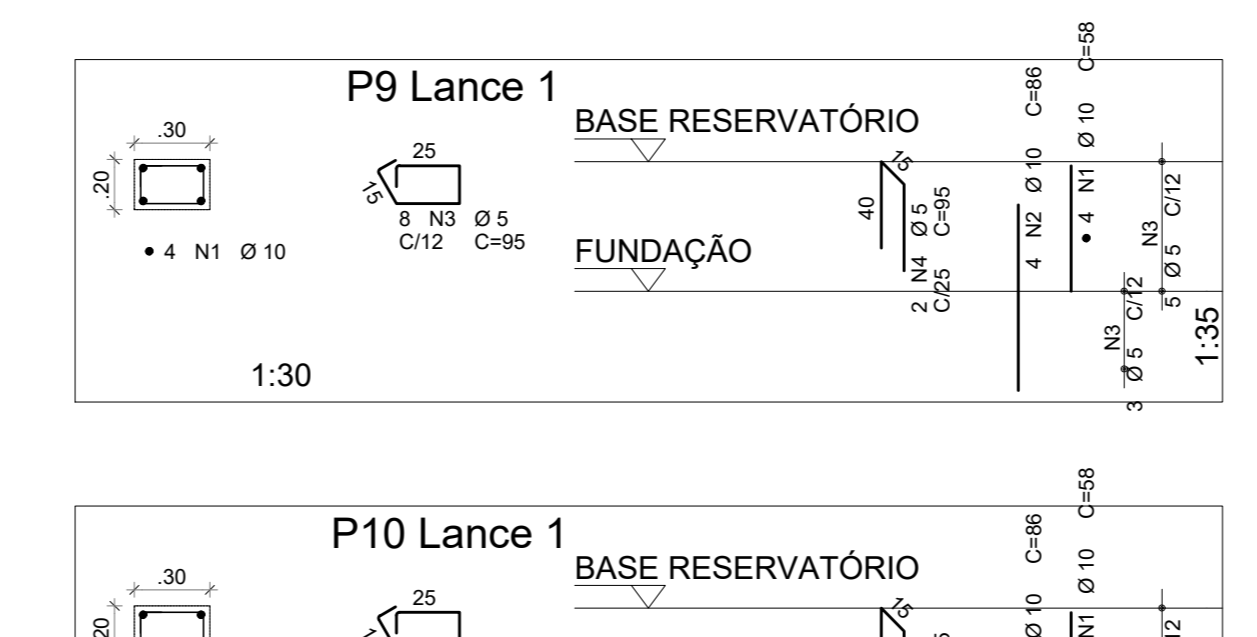 P9 Lance 1
BASE RESERVATÓRIO
FUNDAÇÃO
.30
.20
• 4 N1 Ø 10
25
15
8 N3 Ø 5
C/12 C=95
1:30
15
40
2 N4 Ø 5
C/25 C=95
4 N2 Ø 10 C=86
• 4 N1 Ø 10 C=58
N3
3 Ø 5 C/12
N3
5 Ø 5 C/12
1:35
P10 Lance 1
BASE RESERVATÓRIO
.30
20
25
15
Ø 10 C=86
N1 Ø 10 C=58
12